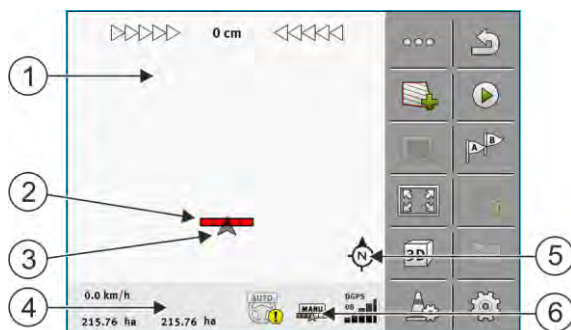 0 cm
1
A B
2
3
3D
N
5
4
0.0 km/h
AUTO
MANU
DGPS
6
215.76 ha 215.76 ha